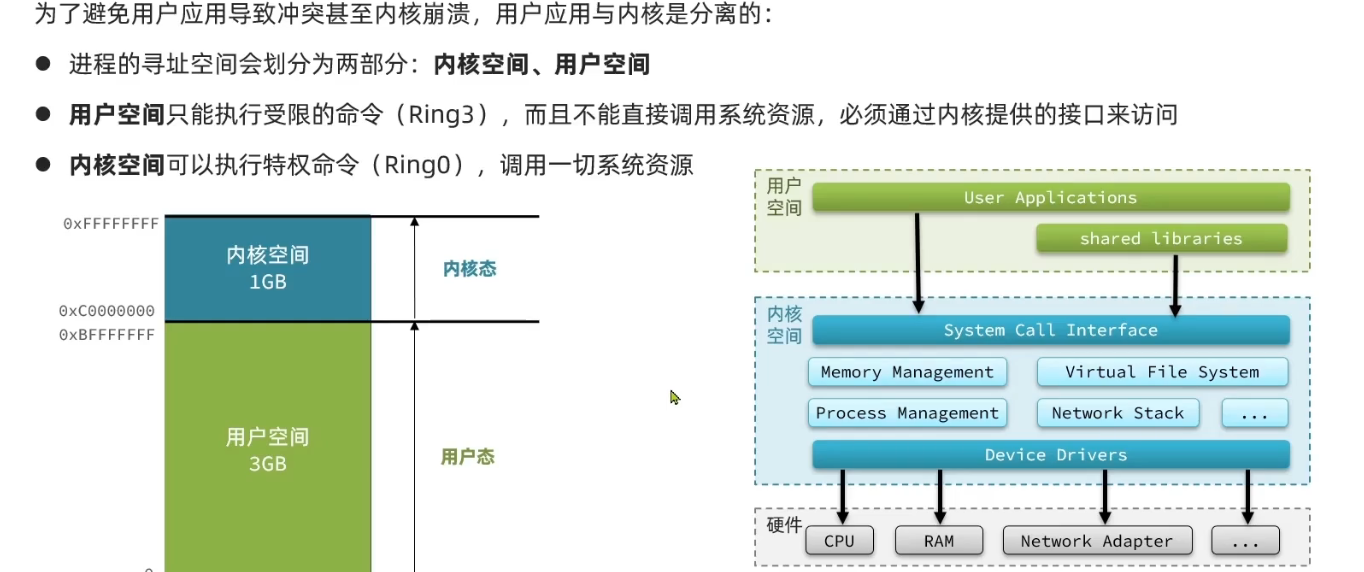 为了避免用户应用导致冲突甚至内核崩溃，用户应用与内核是分离的：
● 进程的寻址空间会划分为两部分：内核空间、用户空间
● 用户空间只能执行受限的命令（Ring3），而且不能直接调用系统资源，必须通过内核提供的接口来访问
● 内核空间可以执行特权命令（Ring0），调用一切系统资源
0xFFFFFFFF
内核空间
1GB
内核态
0xC0000000
0xBFFFFFFF
用户空间
3GB
用户态
用户
空间
User Applications
shared libraries
内核
空间
System Call Interface
Memory Management
Virtual File System
Process Management
Network Stack
...
Device Drivers
硬件
CPU
RAM
Network Adapter
...